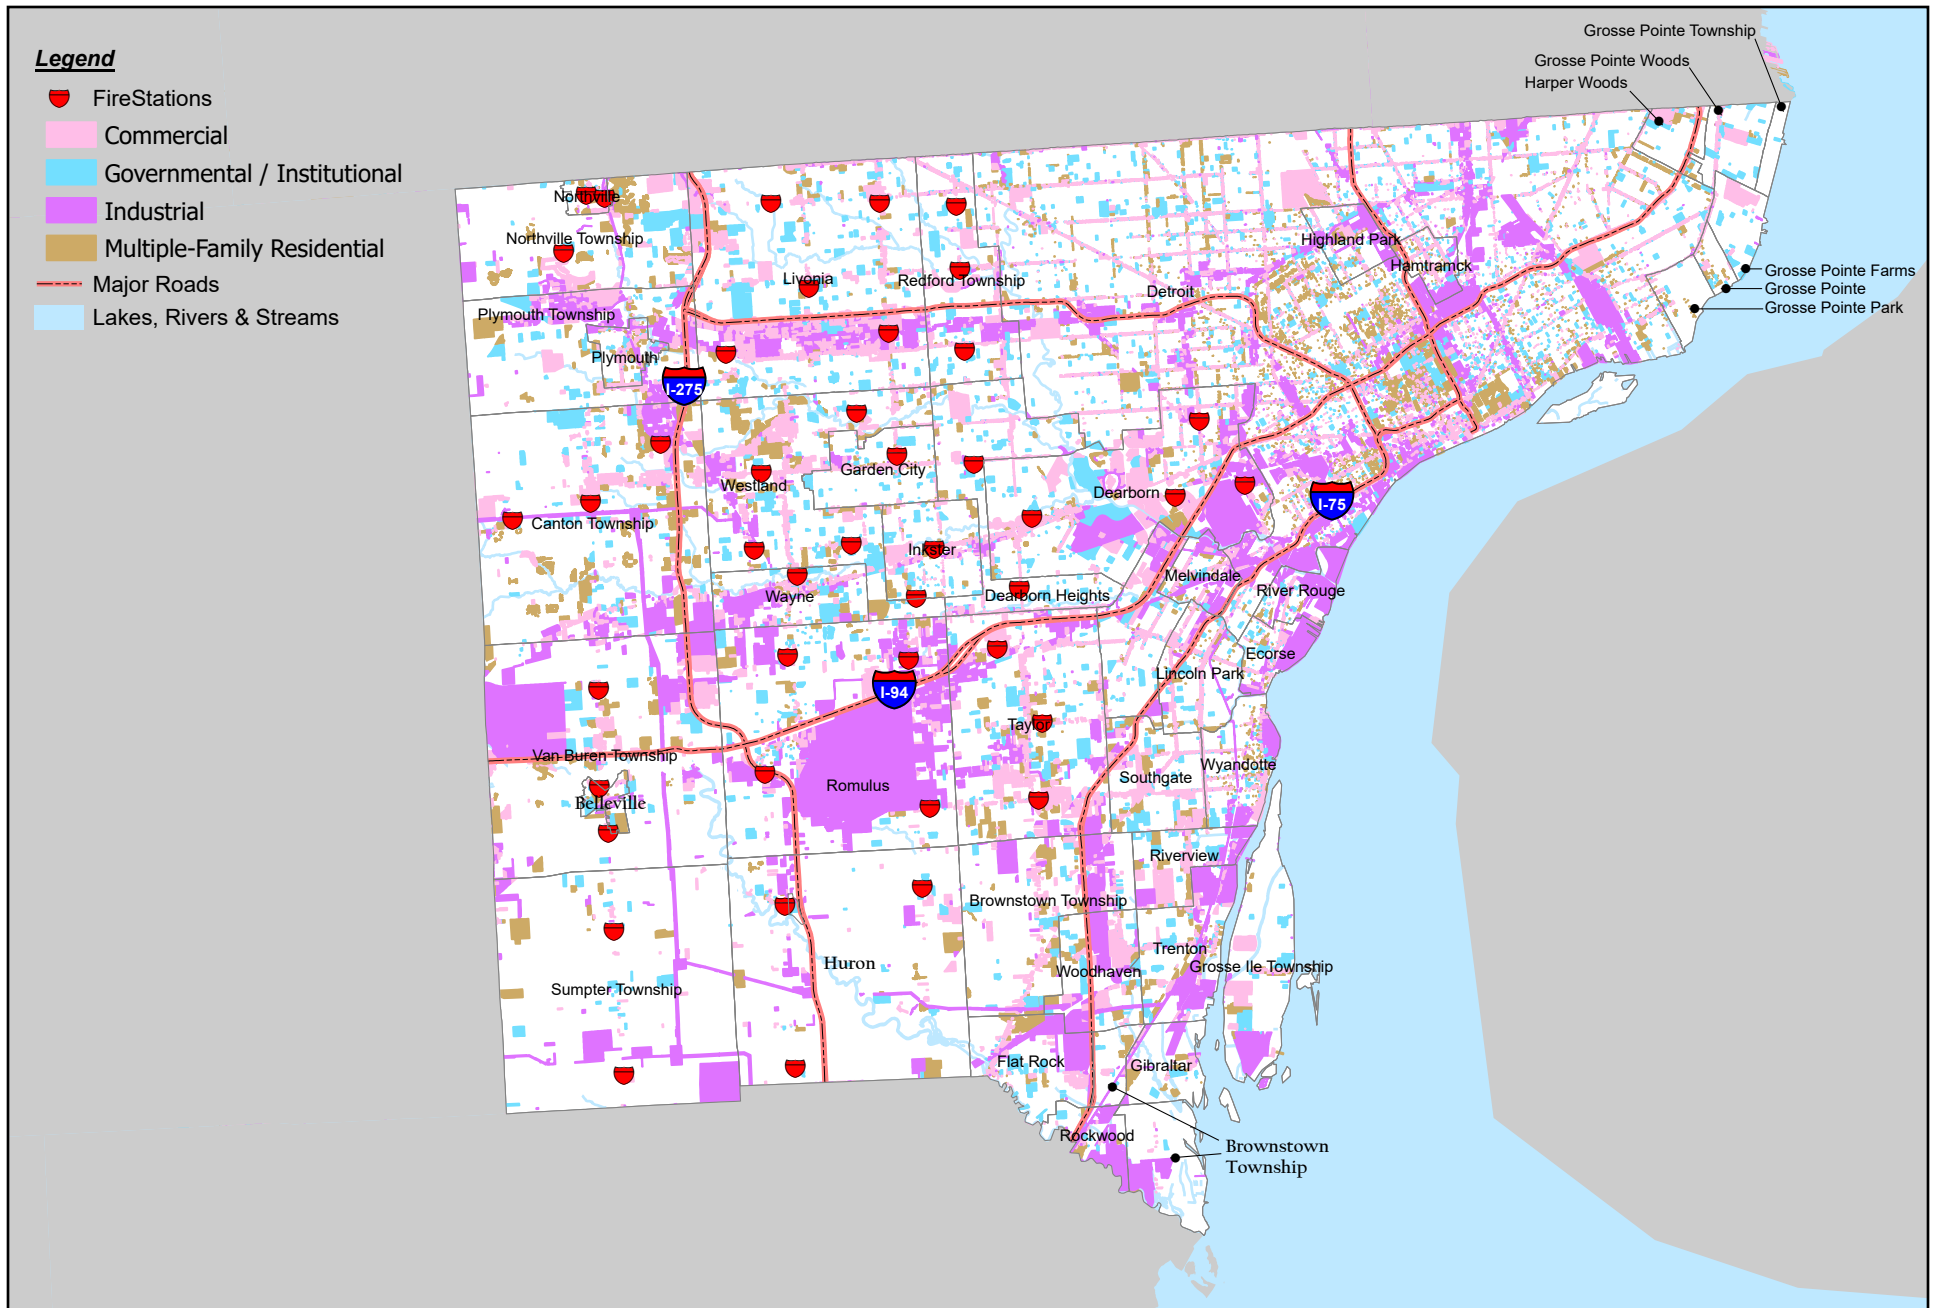 Legend
FireStations
Commercial
Governmental / Institutional
Industrial
Multiple-Family Residential
Major Roads
Lakes, Rivers & Streams
Grosse Pointe Township
Grosse Pointe Woods
Harper Woods
Northville
Northville Township
Livonia
Redford Township
Highland Park
Hamtramck
Detroit
Grosse Pointe Farms
Grosse Pointe
Grosse Pointe Park
Plymouth Township
Plymouth
I-275
Garden City
Westland
Dearborn
I-75
Canton Township
Inkster
Melvindale
River Rouge
Wayne
Dearborn Heights
Ecorse
Lincoln Park
I-94
Taylor
Van Buren Township
Wyandotte
Southgate
Romulus
Belleville
Riverview
Brownstown Township
Trenton
Huron
Woodhaven
Grosse Ile Township
Sumpter Township
Flat Rock
Gibraltar
Rockwood
Brownstown
Township